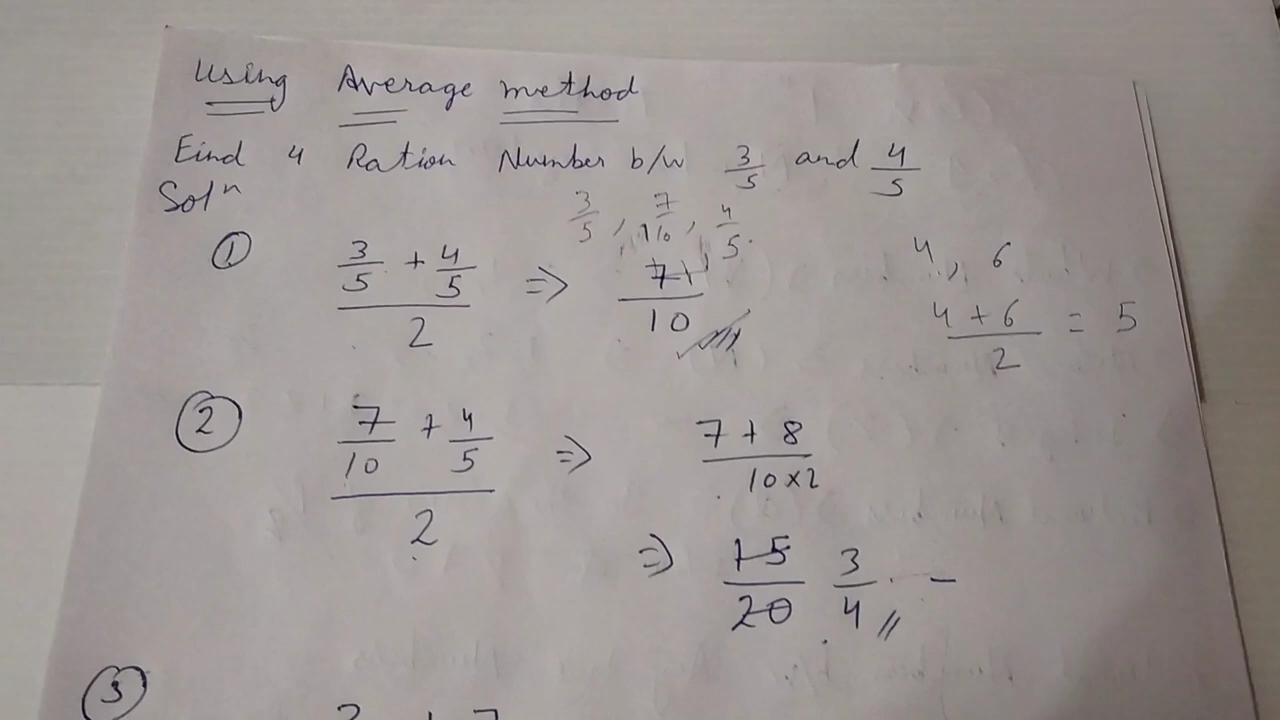 Using Average method
Find 4 Ration Number b/w 3/5 and 4/5
Solⁿ
3/5, 7/10, 4/5.
① (3/5 + 4/5)/2 => 7/10
4, 6
(4 + 6)/2 = 5
② (7/10 + 4/5)/2 => (7 + 8)/(10×2)
=> 15/20 3/4 –
③
3 + 7